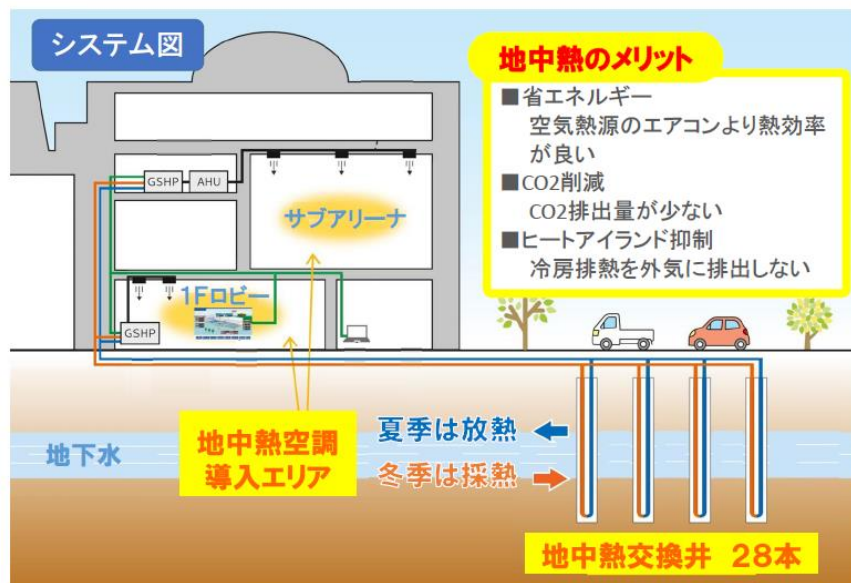 システム図
地中熱のメリット
■省エネルギー
空気熱源のエアコンより熱効率
が良い
■CO2削減
CO2排出量が少ない
■ヒートアイランド抑制
冷房排熱を外気に排出しない
GSHP
AHU
サブアリーナ
1Fロビー
GSHP
地中熱空調
導入エリア
夏季は放熱
冬季は採熱
地下水
地中熱交換井 28本